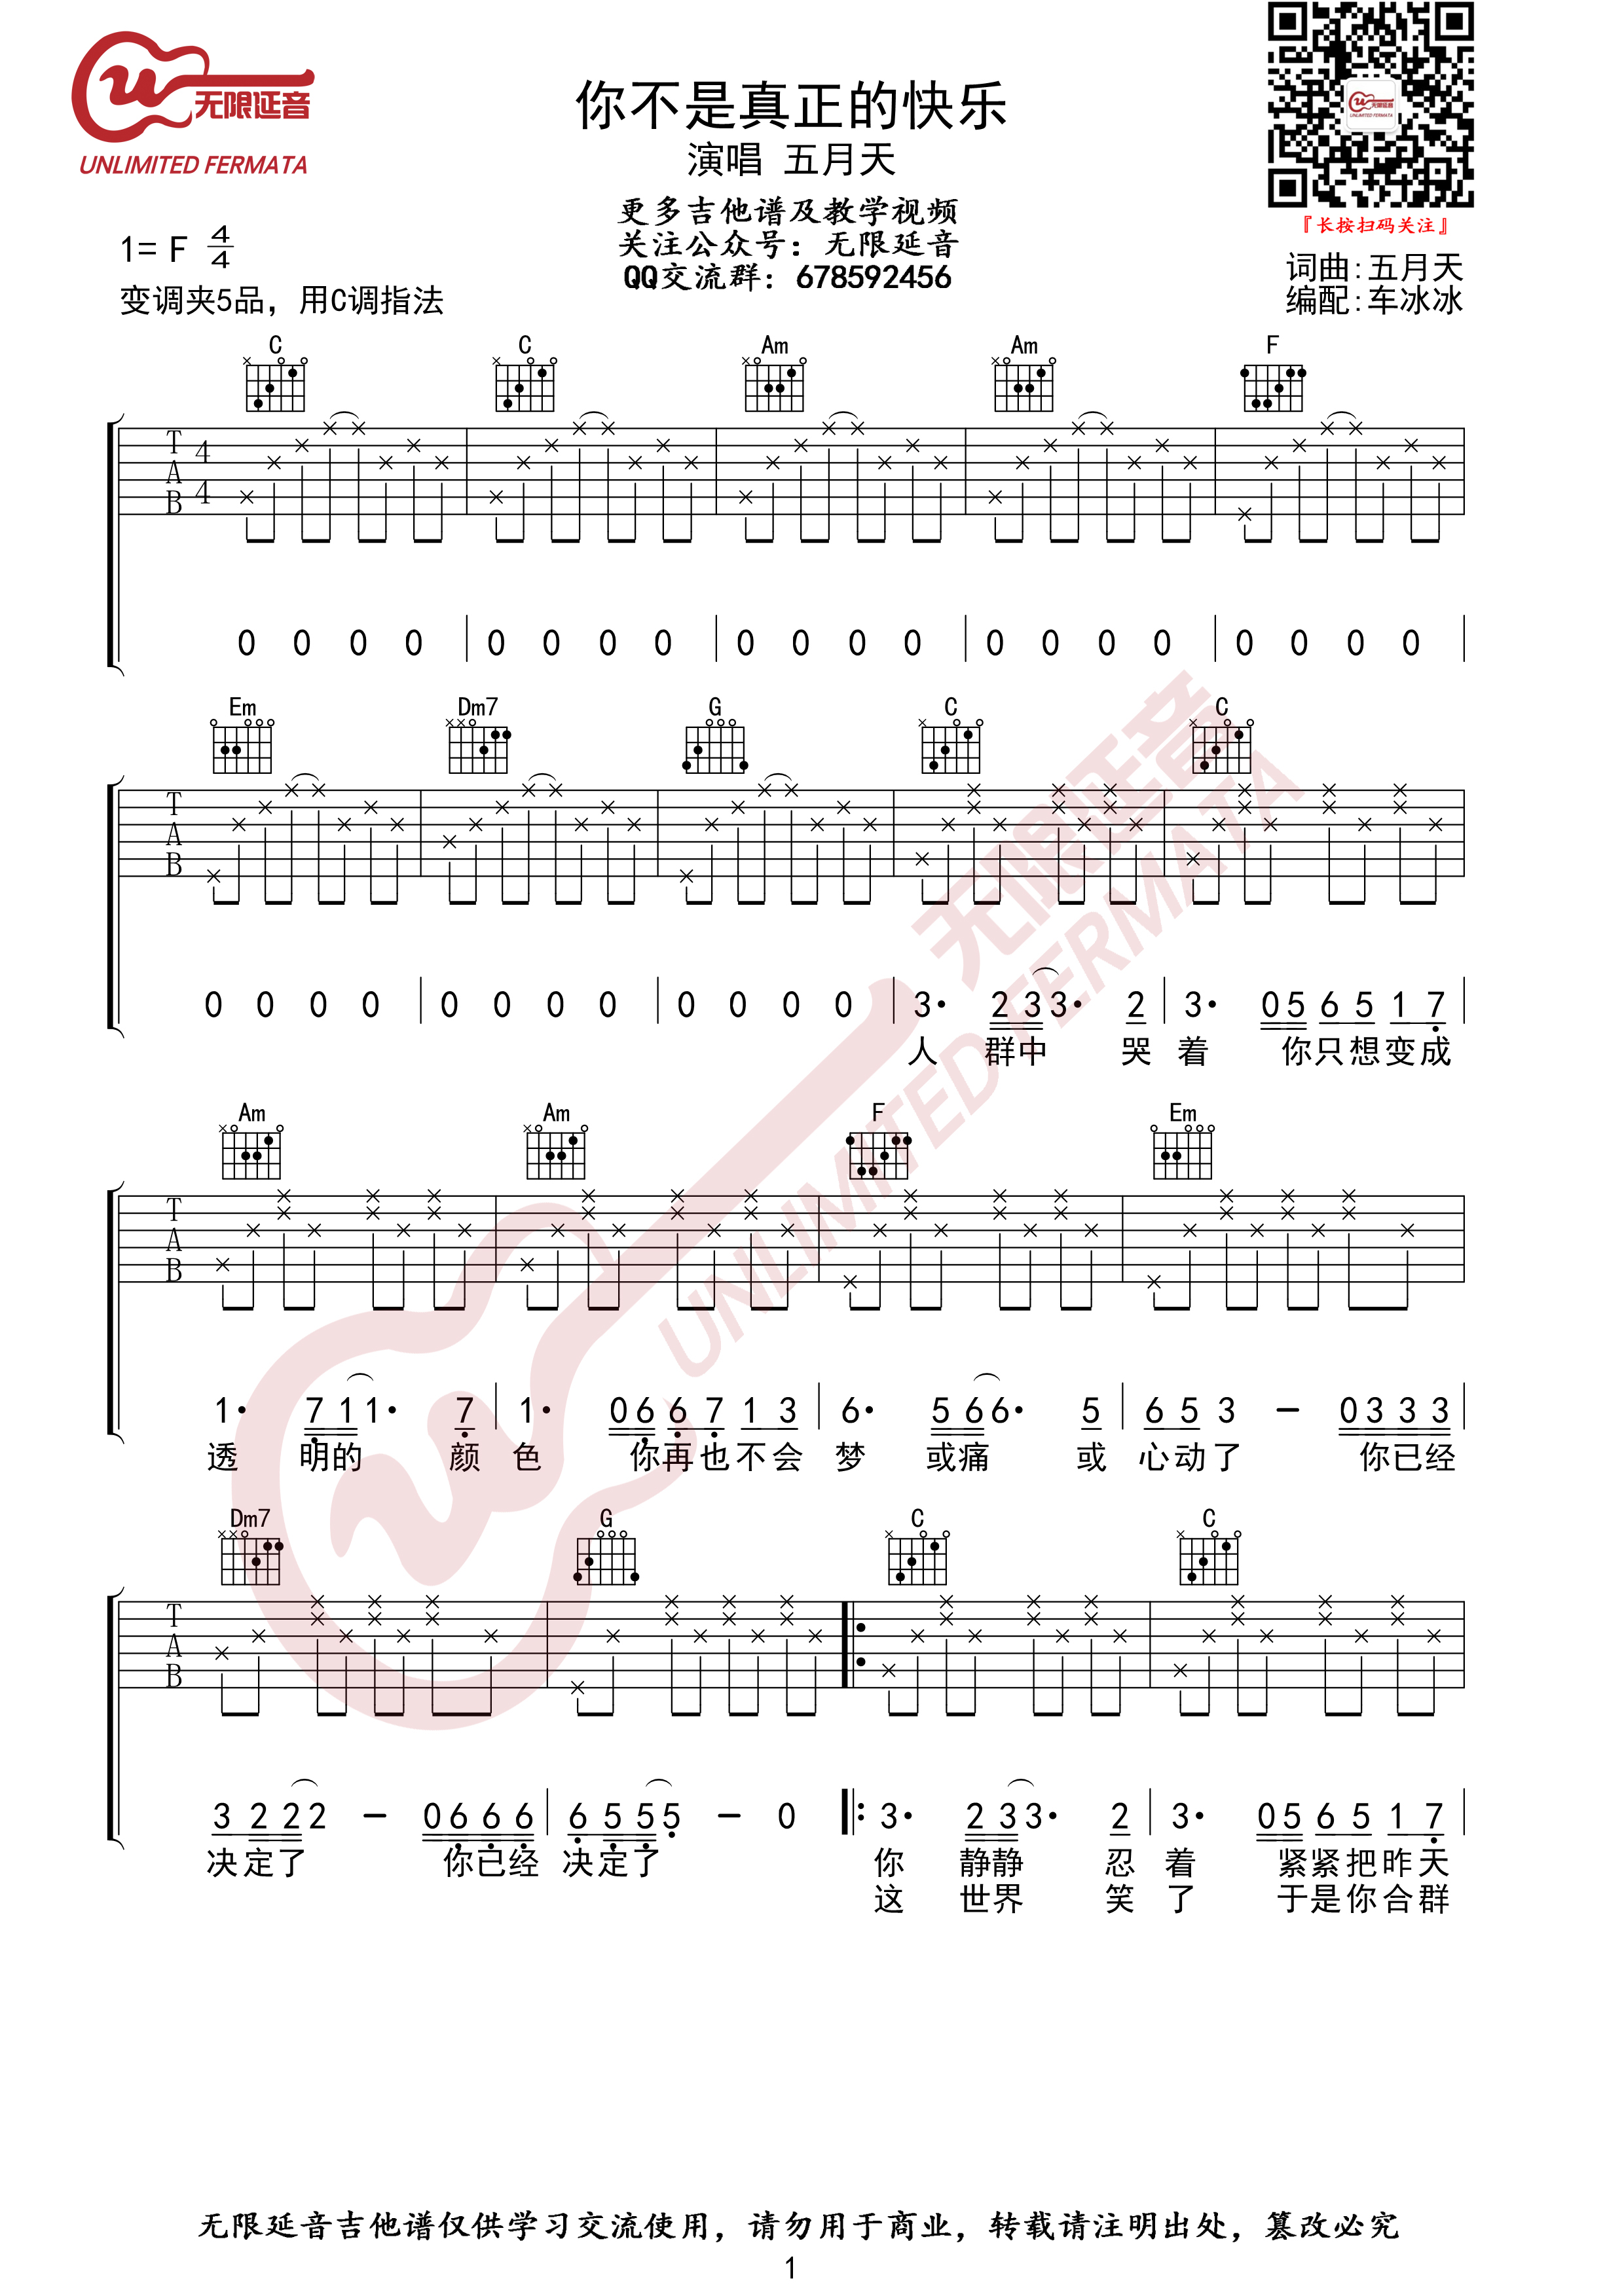 无限延音
UNLIMITED FERMATA
你不是真正的快乐
演唱 五月天
更多吉他谱及教学视频
关注公众号：无限延音
QQ交流群：678592456
无限延音
UNLIMITED FERMATA
『长按扫码关注』
1= F 4/4
变调夹5品，用C调指法
词曲:五月天
编配:车冰冰
C C Am Am F
T A B 4 4
0 0 0 0 | 0 0 0 0 | 0 0 0 0 | 0 0 0 0 | 0 0 0 0 |
Em Dm7 G C C
T A B
0 0 0 0 | 0 0 0 0 | 0 0 0 0 | 3· 2 3 3· 2 | 3· 0 5 6 5 1 7 |
人 群中 哭 着 你只想变成
Am Am F Em
T A B
1· 7 1 1· 7 | 1· 0 6 6 7 1 3 | 6· 5 6 6· 5 | 6 5 3 – 0 3 3 3 |
透 明的 颜 色 你再也不会 梦 或痛 或 心动了 你已经
Dm7 G C C
T A B
3 2 2 2 – 0 6 6 6 | 6 5 5 5 – 0 |: 3· 2 3 3· 2 | 3· 0 5 6 5 1 7 |
决定了 你已经 决定了 你 静静 忍 着 紧紧把昨天
这 世界 笑 了 于是你合群
无限延音
UNLIMITED FERMATA
无限延音吉他谱仅供学习交流使用，请勿用于商业，转载请注明出处，篡改必究
1